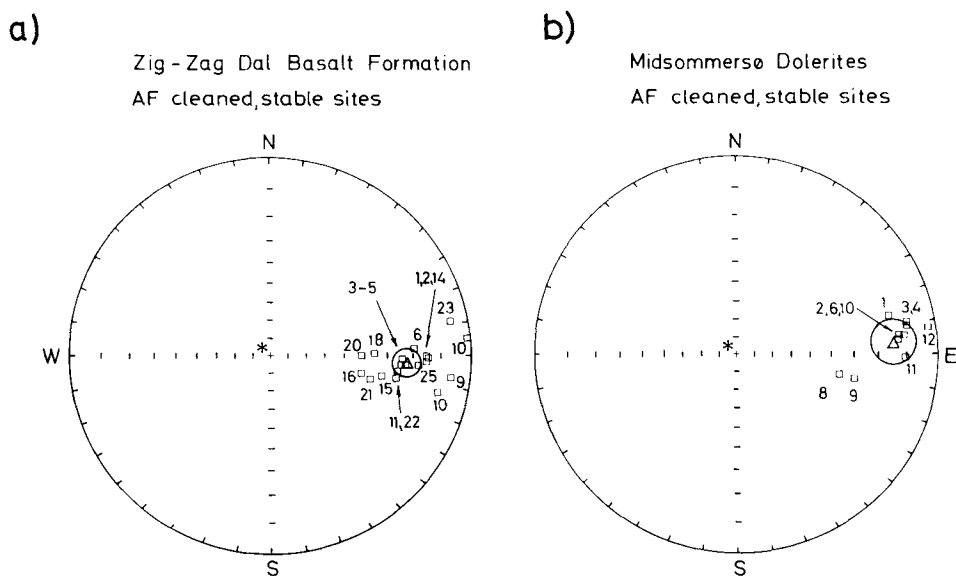 a)
Zig-Zag Dal Basalt Formation
AF cleaned, stable sites
N
W
S
3-5
1,2,14
23
6
10
20
18
16
21
15
25
9
10
11,22
b)
Midsommersø Dolerites
AF cleaned, stable sites
N
E
S
1
3,4
2,6,10
12
11
8
9
*
*